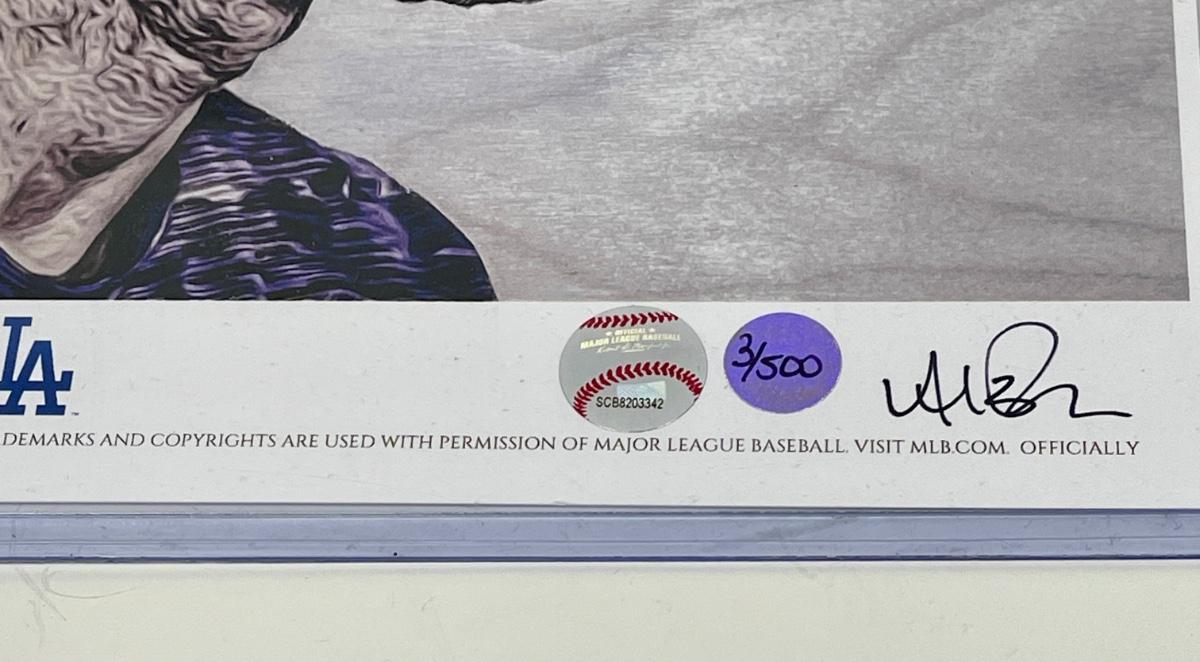 LA
™
OFFICIAL
MAJOR LEAGUE BASEBALL
SCB8203342
3/500
DEMARKS AND COPYRIGHTS ARE USED WITH PERMISSION OF MAJOR LEAGUE BASEBALL. VISIT MLB.COM. OFFICIALLY